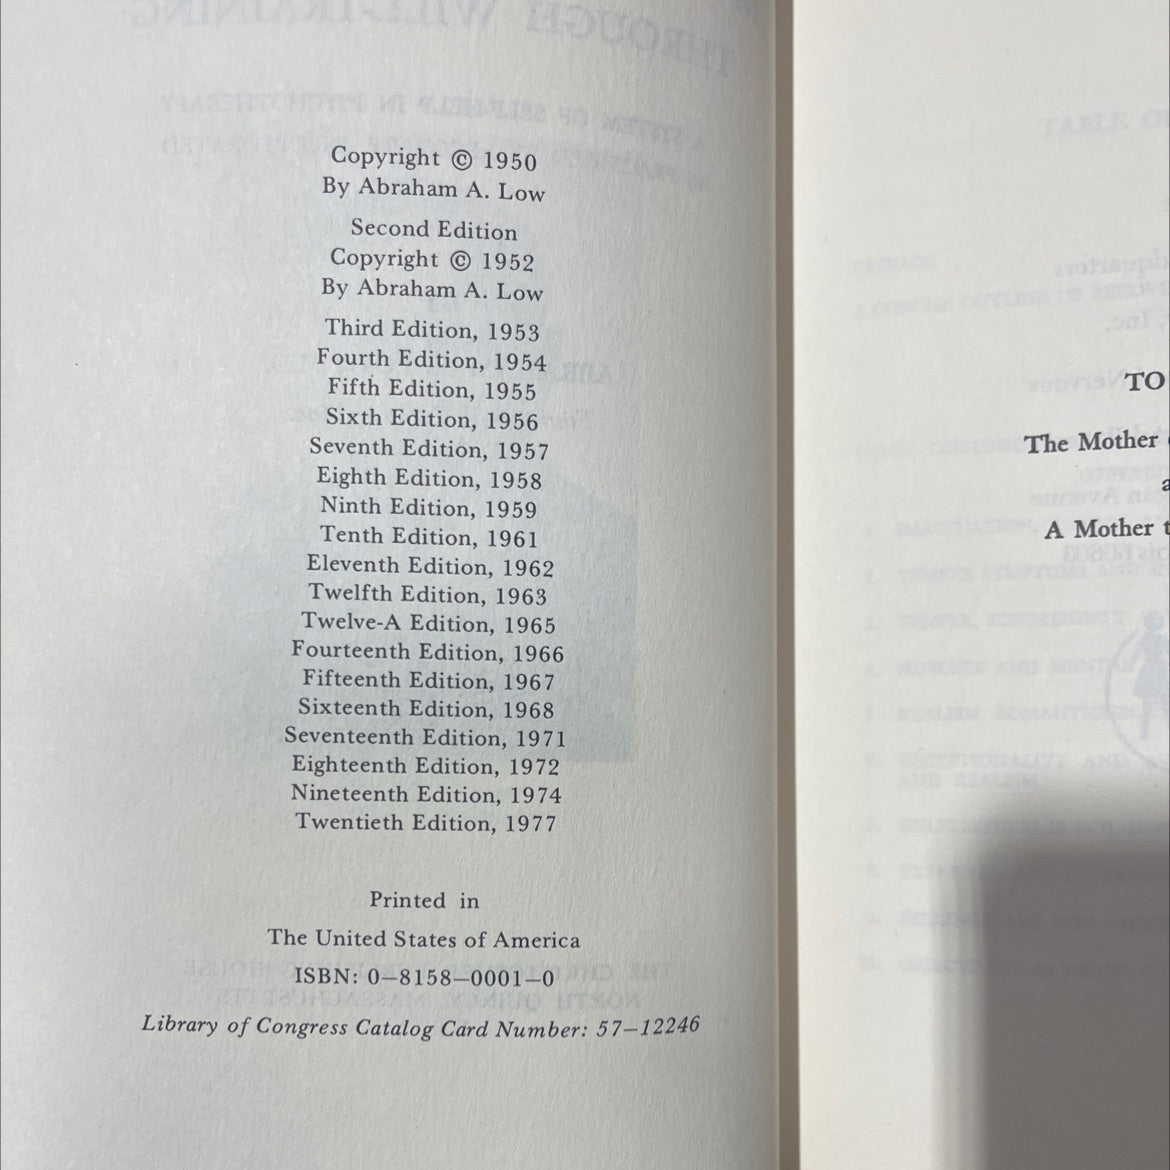 Copyright © 1950
By Abraham A. Low
Second Edition
Copyright © 1952
By Abraham A. Low
Third Edition, 1953
Fourth Edition, 1954
Fifth Edition, 1955
Sixth Edition, 1956
Seventh Edition, 1957
Eighth Edition, 1958
Ninth Edition, 1959
Tenth Edition, 1961
Eleventh Edition, 1962
Twelfth Edition, 1963
Twelve-A Edition, 1965
Fourteenth Edition, 1966
Fifteenth Edition, 1967
Sixteenth Edition, 1968
Seventeenth Edition, 1971
Eighteenth Edition, 1972
Nineteenth Edition, 1974
Twentieth Edition, 1977
Printed in
The United States of America
ISBN: 0—8158—0001—0
Library of Congress Catalog Card Number: 57—12246
TO
The Mother
A Mother